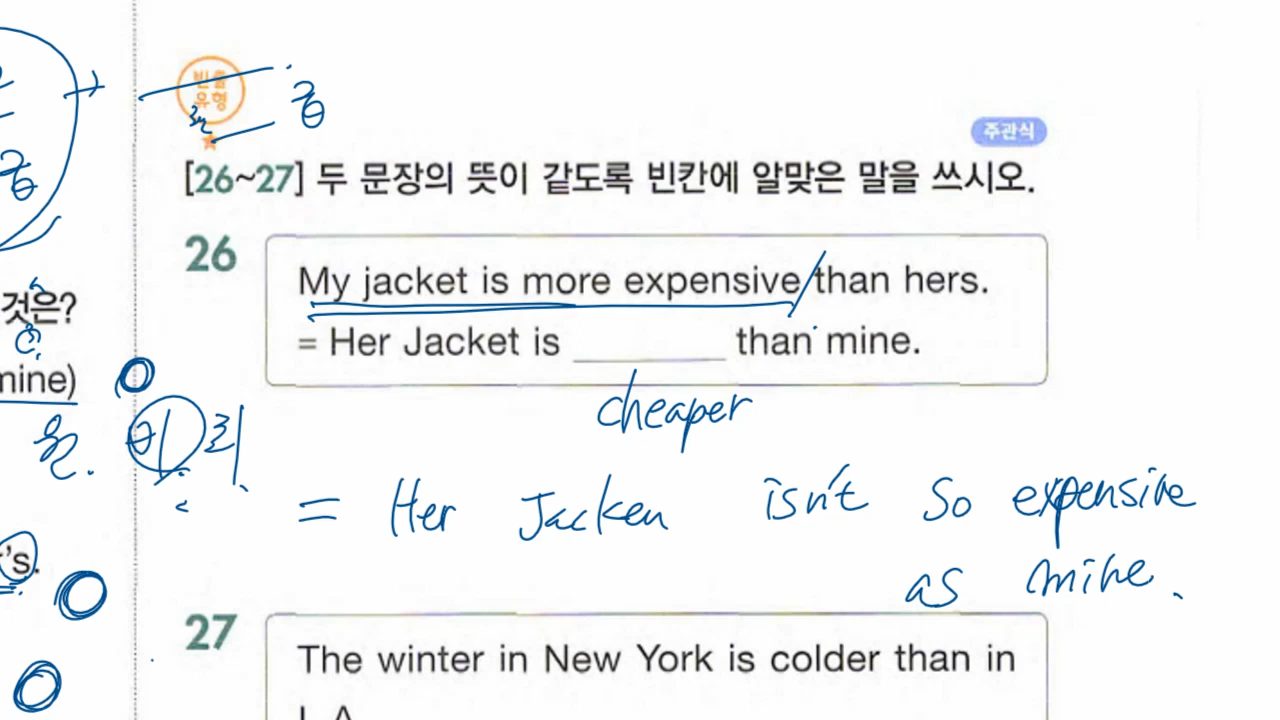 빈출
유형
중
주관식
[26~27] 두 문장의 뜻이 같도록 빈칸에 알맞은 말을 쓰시오.
26
My jacket is more expensive than hers.
= Her Jacket is ________ than mine.
cheaper
= Her Jacken isn't so expensive
as mine.
것은?
mine)
's.
27
The winter in New York is colder than in
L.A.